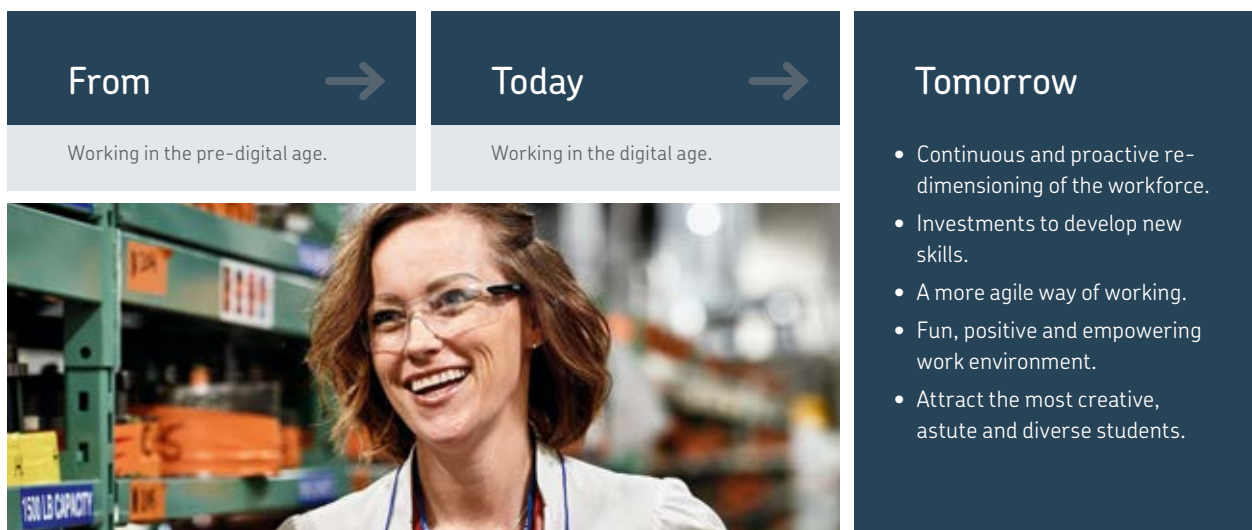 From
Working in the pre-digital age.
Today
Working in the digital age.
Tomorrow
• Continuous and proactive re-
dimensioning of the workforce.
• Investments to develop new
skills.
• A more agile way of working.
• Fun, positive and empowering
work environment.
• Attract the most creative,
astute and diverse students.
1500 LB CAPACITY